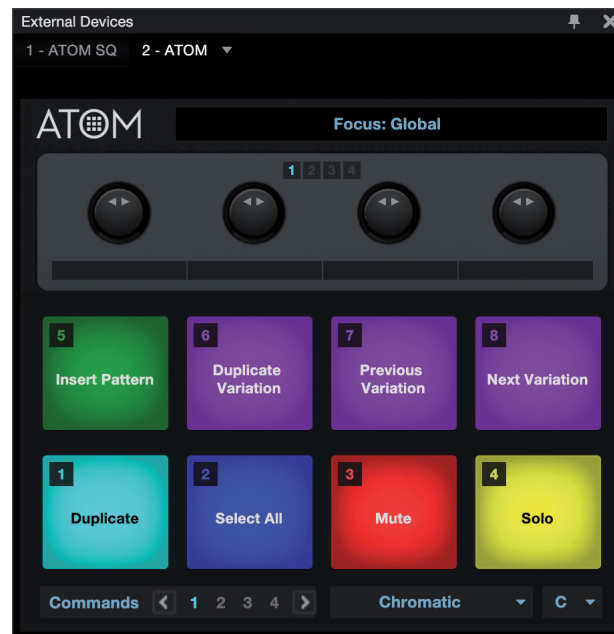 External Devices
1 - ATOM SQ 2 - ATOM
ATOM
Focus: Global
1 2 3 4
5 6 7 8
Insert Pattern
Duplicate
Variation
Previous
Variation
Next Variation
1 2 3 4
Duplicate
Select All
Mute
Solo
Commands 1 2 3 4 Chromatic C